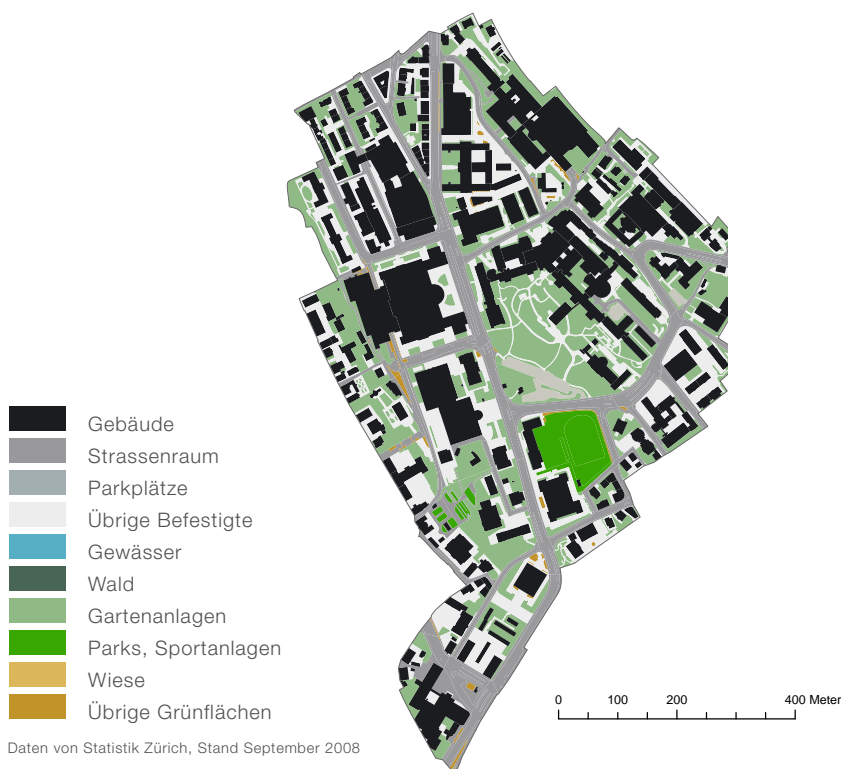 Gebäude
Strassenraum
Parkplätze
Übrige Befestigte
Gewässer
Wald
Gartenanlagen
Parks, Sportanlagen
Wiese
Übrige Grünflächen
0 100 200 400 Meter
Daten von Statistik Zürich, Stand September 2008